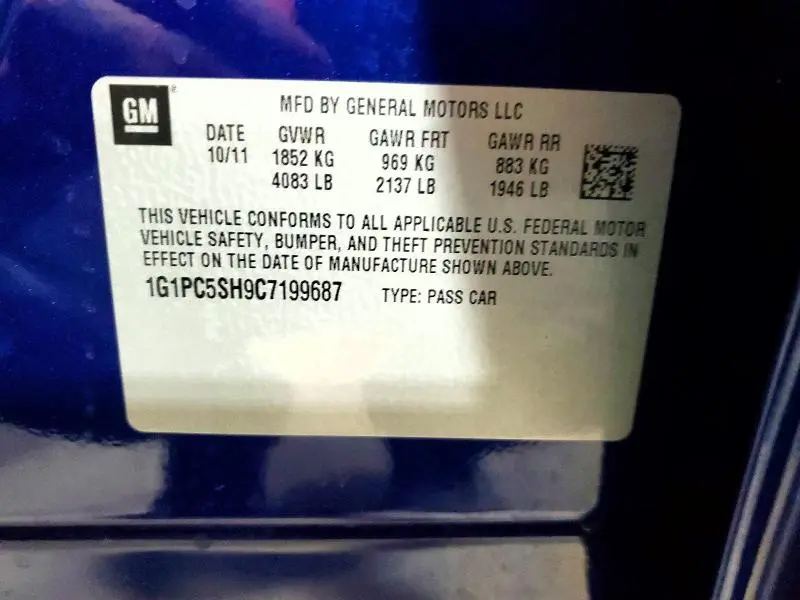 GM
MFD BY GENERAL MOTORS LLC
DATE GVWR GAWR FRT GAWR RR
10/11 1852 KG 969 KG 883 KG
4083 LB 2137 LB 1946 LB
THIS VEHICLE CONFORMS TO ALL APPLICABLE U.S. FEDERAL MOTOR
VEHICLE SAFETY, BUMPER, AND THEFT PREVENTION STANDARDS IN
EFFECT ON THE DATE OF MANUFACTURE SHOWN ABOVE.
1G1PC5SH9C7199687 TYPE: PASS CAR